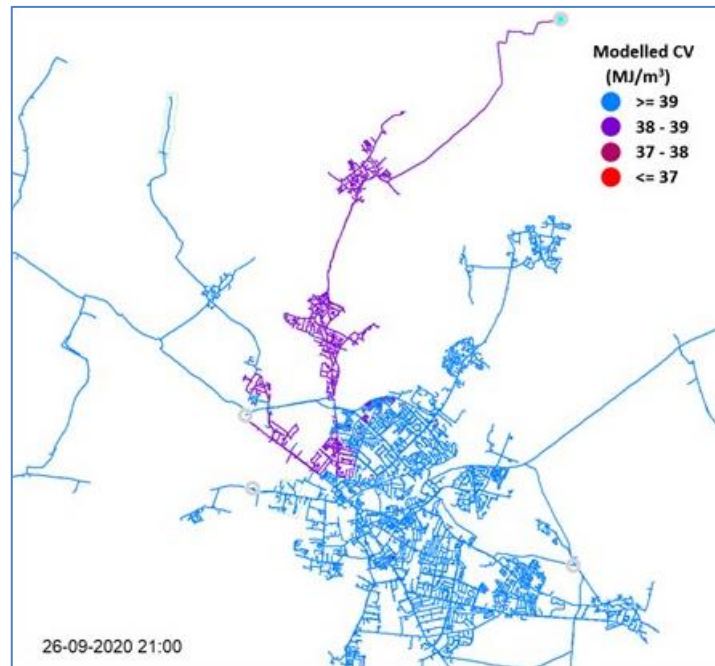 Modelled CV
(MJ/m³)
>= 39
38 - 39
37 - 38
<= 37
26-09-2020 21:00